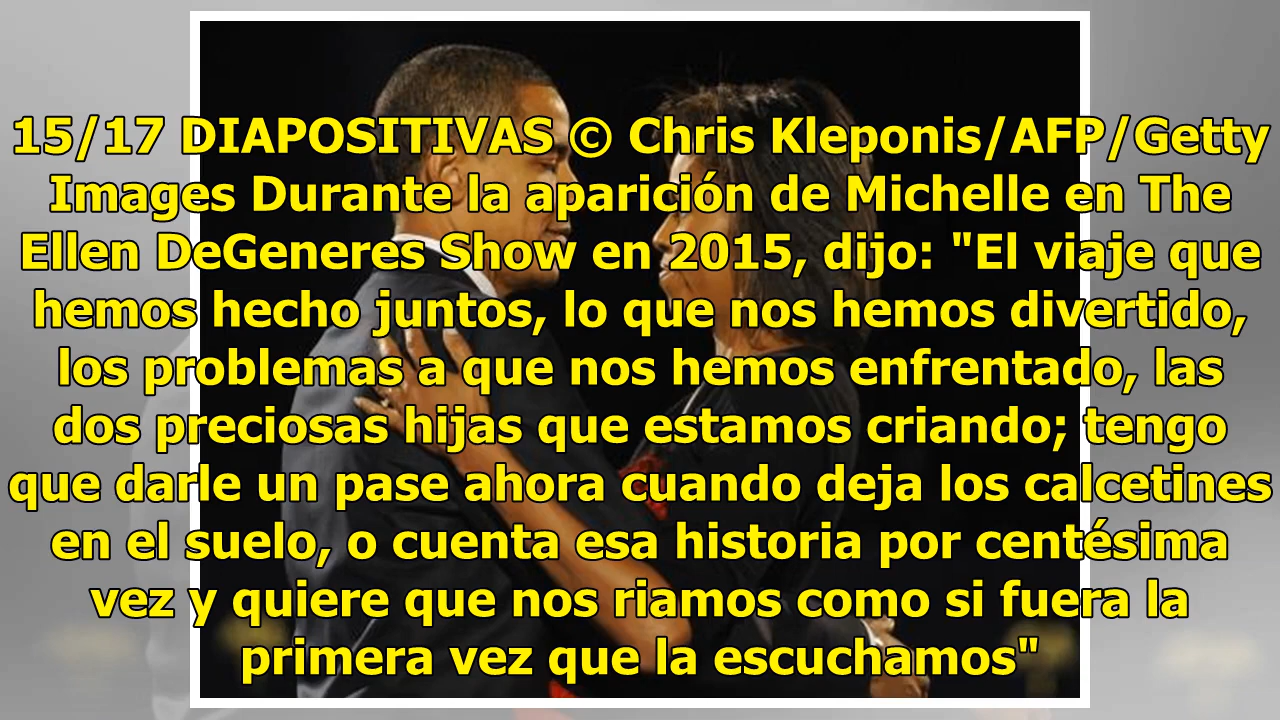 15/17 DIAPOSITIVAS © Chris Kleponis/AFP/Getty
Images Durante la aparición de Michelle en The
Ellen DeGeneres Show en 2015, dijo: "El viaje que
hemos hecho juntos, lo que nos hemos divertido,
los problemas a que nos hemos enfrentado, las
dos preciosas hijas que estamos criando; tengo
que darle un pase ahora cuando deja los calcetines
en el suelo, o cuenta esa historia por centésima
vez y quiere que nos riamos como si fuera la
primera vez que la escuchamos"